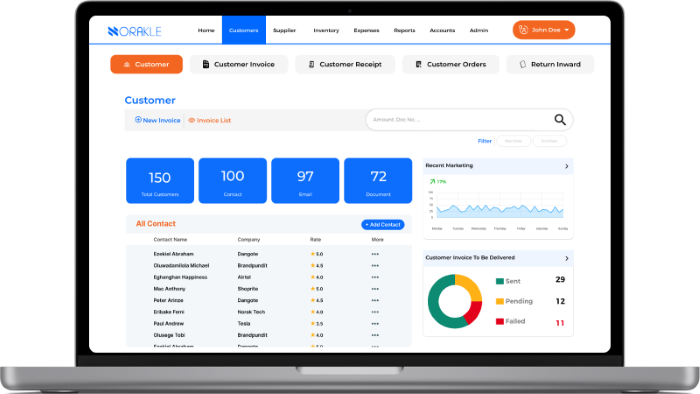 NORAKLE
Home Customers Supplier Inventory Expenses Reports Accounts Admin John Doe
Customer Customer Invoice Customer Receipt Customer Orders Return Inward
Customer
New Invoice Invoice List Amount, Doc No. ...
Filter
150 100 97 72
Total Customers Contact Email Document
Recent Marketing
17%
Monday Tuesday Wednesday Thursday Friday Saturday Sunday
All Contact + Add Contact
Contact Name Company Rate More
Ezekiel Abraham Dangote 5.0 •••
Oluwadamilola Michael Brandpundit 4.5 •••
Eghanghan Happiness Airtel 4.0 •••
Mac Anthony Shoprite 5.0 •••
Peter Arinze Dangote 4.5 •••
Eribake Femi Norak Tech 4.0 •••
Paul Andrew Tesla 3.5 •••
Olusega Tobi Brandpundit 4.0 •••
Ezekiel Abraham Dangote 5.0 •••
Customer Invoice To Be Delivered
Sent 29
Pending 12
Failed 11